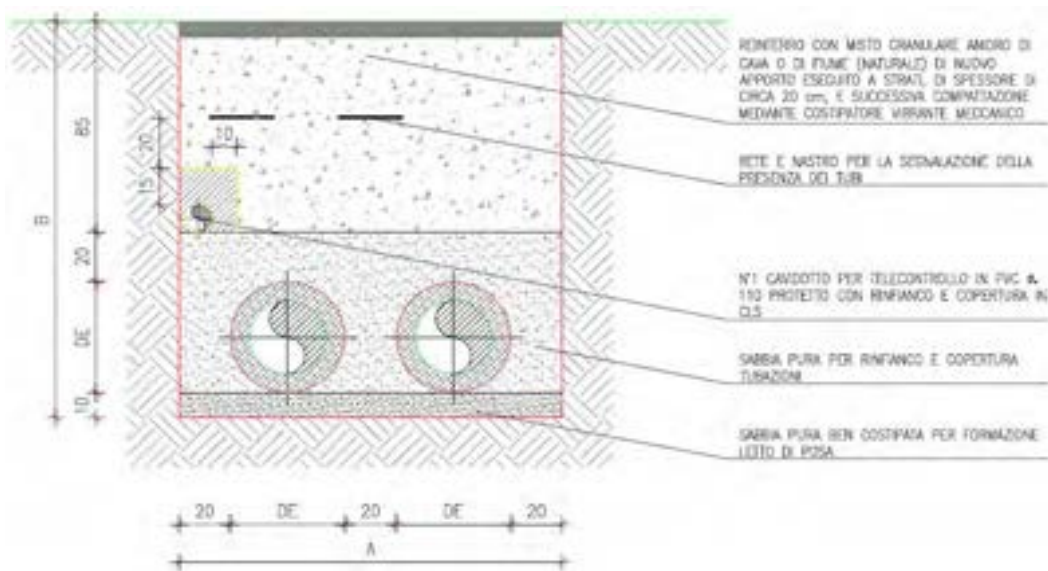 REINTERRO CON MISTO GRANULARE ARIDO DI
CAVA O DI FIUME (NATURALE) DI NUOVO
APPORTO ESEGUITO A STRATI, DI SPESSORE DI
CIRCA 20 cm, E SUCCESSIVA COMPATTAZIONE
MEDIANTE COSTIPATORE VIBRANTE MECCANICO
85
20
10
RETE E NASTRO PER LA SEGNALAZIONE DELLA
PRESENZA DEI TUBI
15
B
20
N°1 CAVIDOTTO PER TELECONTROLLO IN PVC
110 PROTETTO CON RINFIANCO E COPERTURA IN
CLS
DE
SABBIA PURA PER RINFIANCO E COPERTURA
TUBAZIONI
10
SABBIA PURA BEN COSTIPATA PER FORMAZIONE
LETTO DI POSA
20 DE 20 DE 20
A